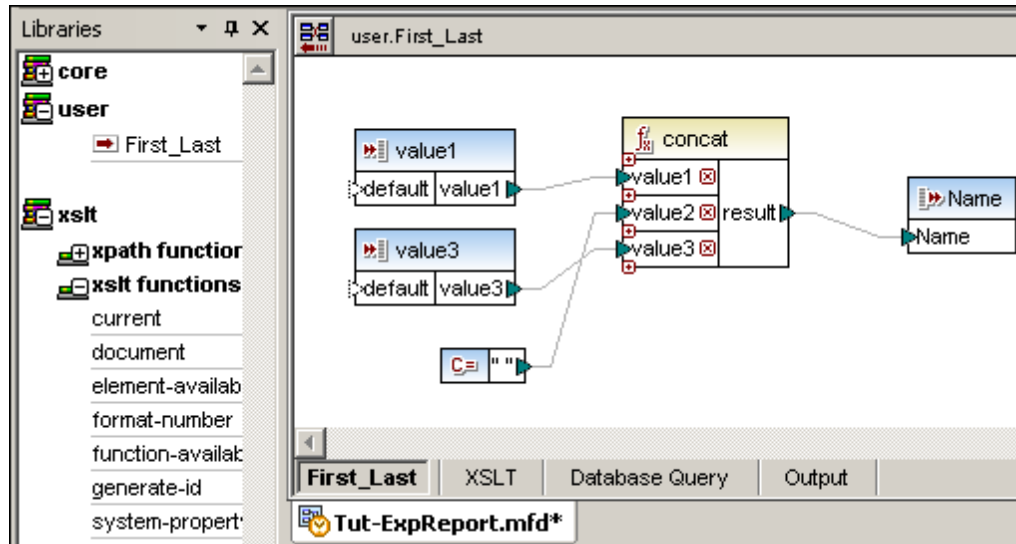 Libraries
core
user
First_Last
xslt
xpath function
xslt functions
current
document
element-availab
format-number
function-availab
generate-id
system-propert
user.First_Last
value1
default value1
value3
default value3
C= " "
fx concat
value1
value2 result
value3
Name
Name
First_Last XSLT Database Query Output
Tut-ExpReport.mfd*